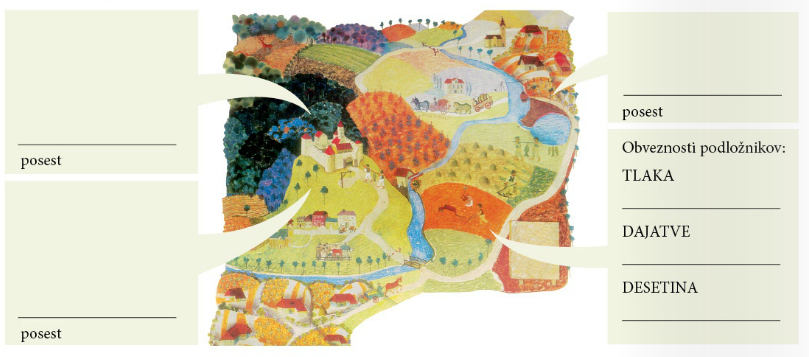 posest
posest
posest
Obveznosti podložnikov:
TLAKA
DAJATVE
DESETINA